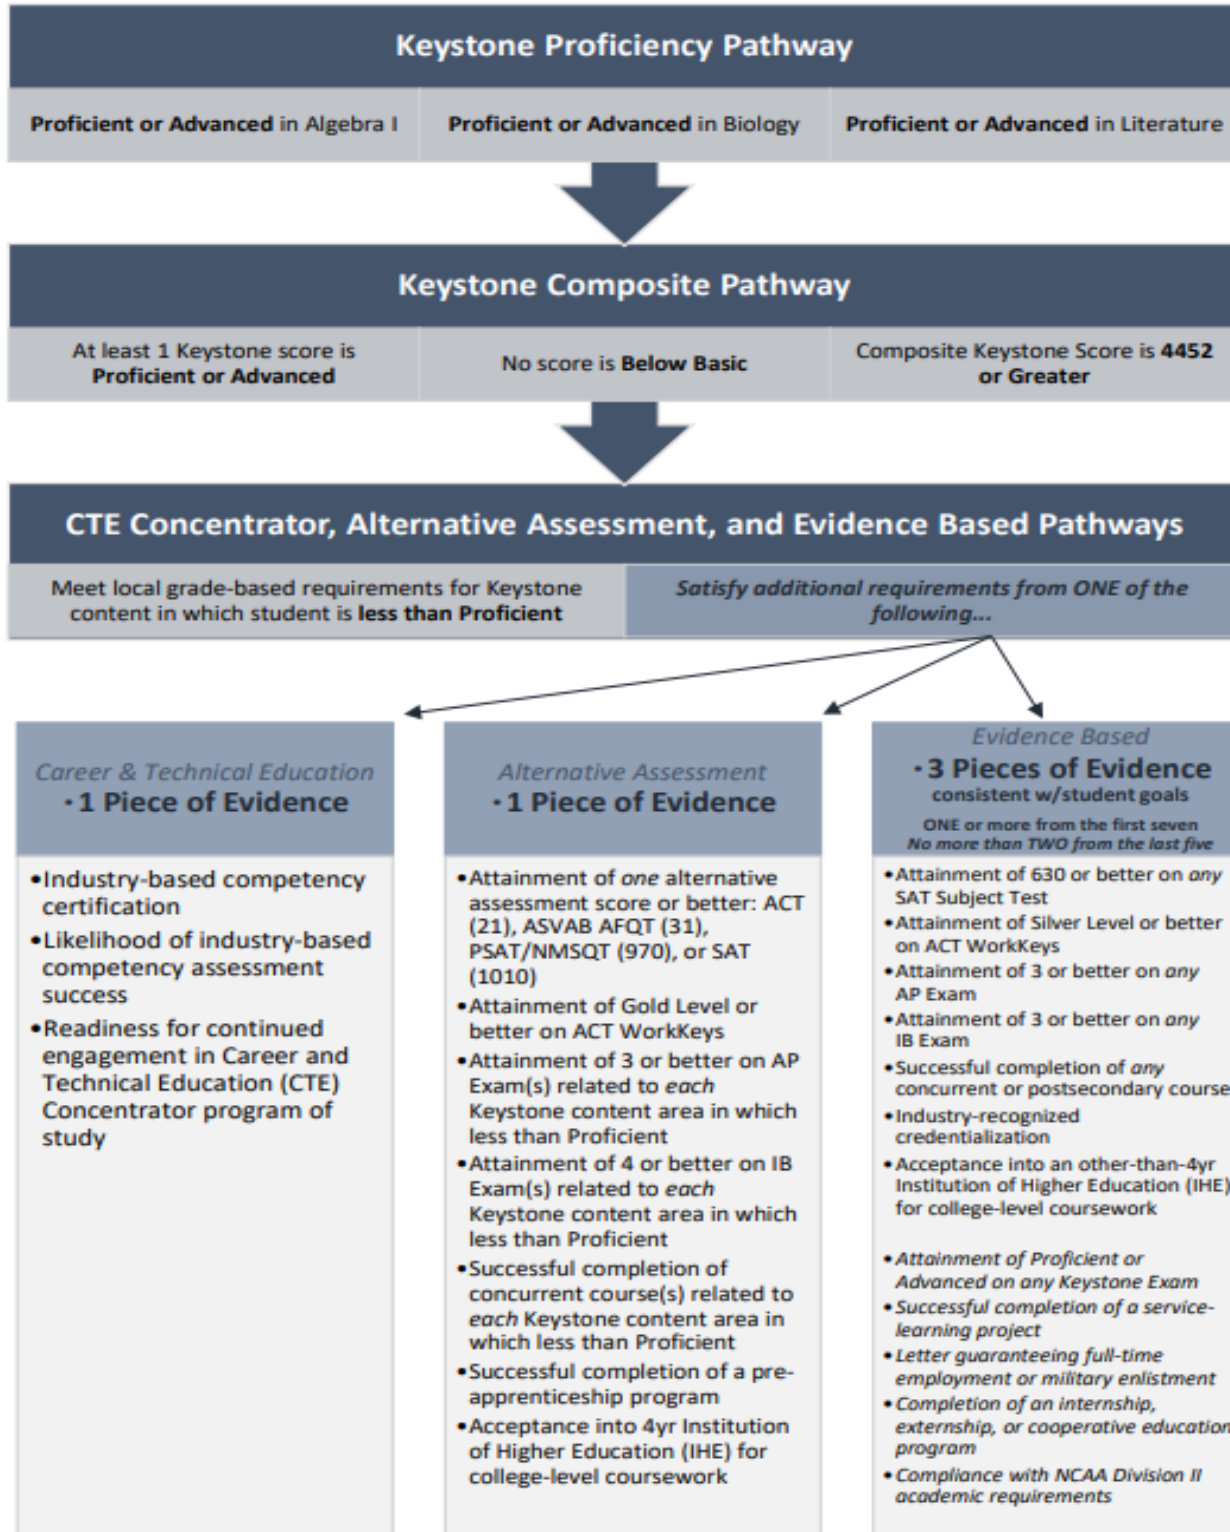 Keystone Proficiency Pathway
Proficient or Advanced in Algebra I
Proficient or Advanced in Biology
Proficient or Advanced in Literature
Keystone Composite Pathway
At least 1 Keystone score is
Proficient or Advanced
No score is Below Basic
Composite Keystone Score is 4452
or Greater
CTE Concentrator, Alternative Assessment, and Evidence Based Pathways
Meet local grade-based requirements for Keystone
content in which student is less than Proficient
Satisfy additional requirements from ONE of the
following...
Career & Technical Education
• 1 Piece of Evidence
•Industry-based competency
certification
•Likelihood of industry-based
competency assessment
success
•Readiness for continued
engagement in Career and
Technical Education (CTE)
Concentrator program of
study
Alternative Assessment
• 1 Piece of Evidence
•Attainment of one alternative
assessment score or better: ACT
(21), ASVAB AFQT (31),
PSAT/NMSQT (970), or SAT
(1010)
•Attainment of Gold Level or
better on ACT WorkKeys
•Attainment of 3 or better on AP
Exam(s) related to each
Keystone content area in which
less than Proficient
•Attainment of 4 or better on IB
Exam(s) related to each
Keystone content area in which
less than Proficient
•Successful completion of
concurrent course(s) related to
each Keystone content area in
which less than Proficient
•Successful completion of a pre-
apprenticeship program
•Acceptance into 4yr Institution
of Higher Education (IHE) for
college-level coursework
Evidence Based
• 3 Pieces of Evidence
consistent w/student goals
ONE or more from the first seven
No more than TWO from the last five
•Attainment of 630 or better on any
SAT Subject Test
•Attainment of Silver Level or better
on ACT WorkKeys
•Attainment of 3 or better on any
AP Exam
•Attainment of 3 or better on any
IB Exam
•Successful completion of any
concurrent or postsecondary course
•Industry-recognized
credentialization
•Acceptance into an other-than-4yr
Institution of Higher Education (IHE)
for college-level coursework
•Attainment of Proficient or
Advanced on any Keystone Exam
•Successful completion of a service-
learning project
•Letter guaranteeing full-time
employment or military enlistment
•Completion of an internship,
externship, or cooperative education
program
•Compliance with NCAA Division II
academic requirements